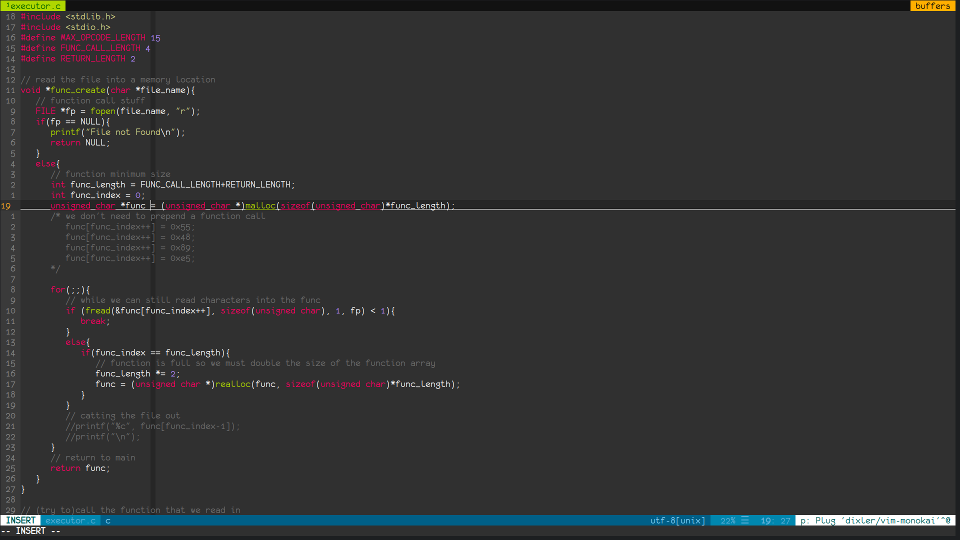 ¹executor.c buffers
18 #include <stdlib.h>
17 #include <stdio.h>
16 #define MAX_OPCODE_LENGTH 15
15 #define FUNC_CALL_LENGTH 4
14 #define RETURN_LENGTH 2
13
12 // read the file into a memory location
11 void *func_create(char *file_name){
10 // function call stuff
9 FILE *fp = fopen(file_name, "r");
8 if(fp == NULL){
7 printf("File not Found\n");
6 return NULL;
5 }
4 else{
3 // function minimum size
2 int func_length = FUNC_CALL_LENGTH+RETURN_LENGTH;
1 int func_index = 0;
19 unsigned char *func = (unsigned char *)malloc(sizeof(unsigned char)*func_length);
1 /* we don't need to prepend a function call
2 func[func_index++] = 0x55;
3 func[func_index++] = 0x48;
4 func[func_index++] = 0x89;
5 func[func_index++] = 0xe5;
6 */
7
8 for(;;){
9 // while we can still read characters into the func
10 if (fread(&func[func_index++], sizeof(unsigned char), 1, fp) < 1){
11 break;
12 }
13 else{
14 if(func_index == func_length){
15 // function is full so we must double the size of the function array
16 func_length *= 2;
17 func = (unsigned char *)realloc(func, sizeof(unsigned char)*func_length);
18 }
19 }
20 // catting the file out
21 //printf("%c", func[func_index-1]);
22 //printf("\n");
23 }
24 // return to main
25 return func;
26 }
27 }
28
29 // (try to)call the function that we read in
INSERT executor.c c utf-8[unix] 22% ☰ 19: 27 p: Plug 'dixler/vim-monokai'^@
-- INSERT --